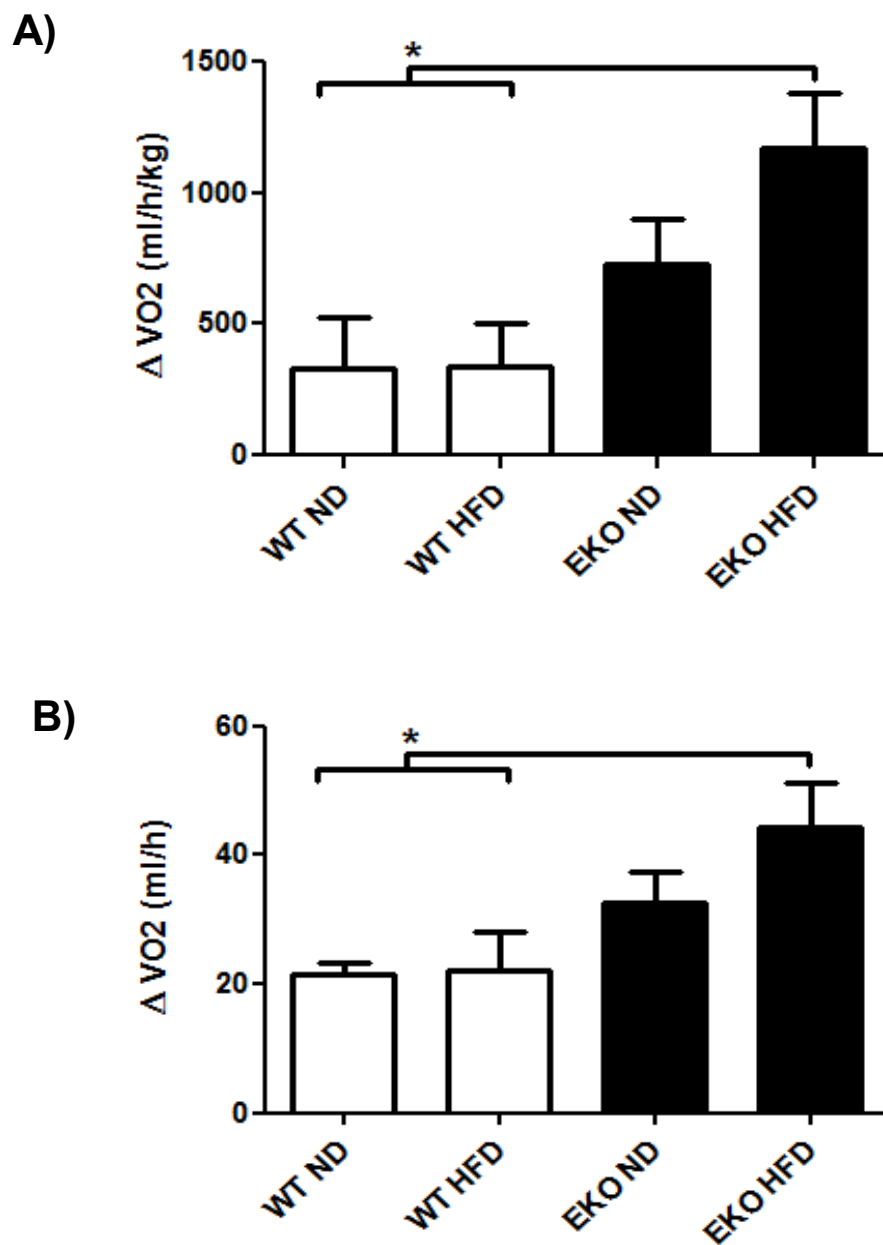 A)
*
1500
1000
500
0
Δ VO2 (ml/h/kg)
WT ND
WT HFD
EKO ND
EKO HFD
B)
*
60
40
20
0
Δ VO2 (ml/h)
WT ND
WT HFD
EKO ND
EKO HFD